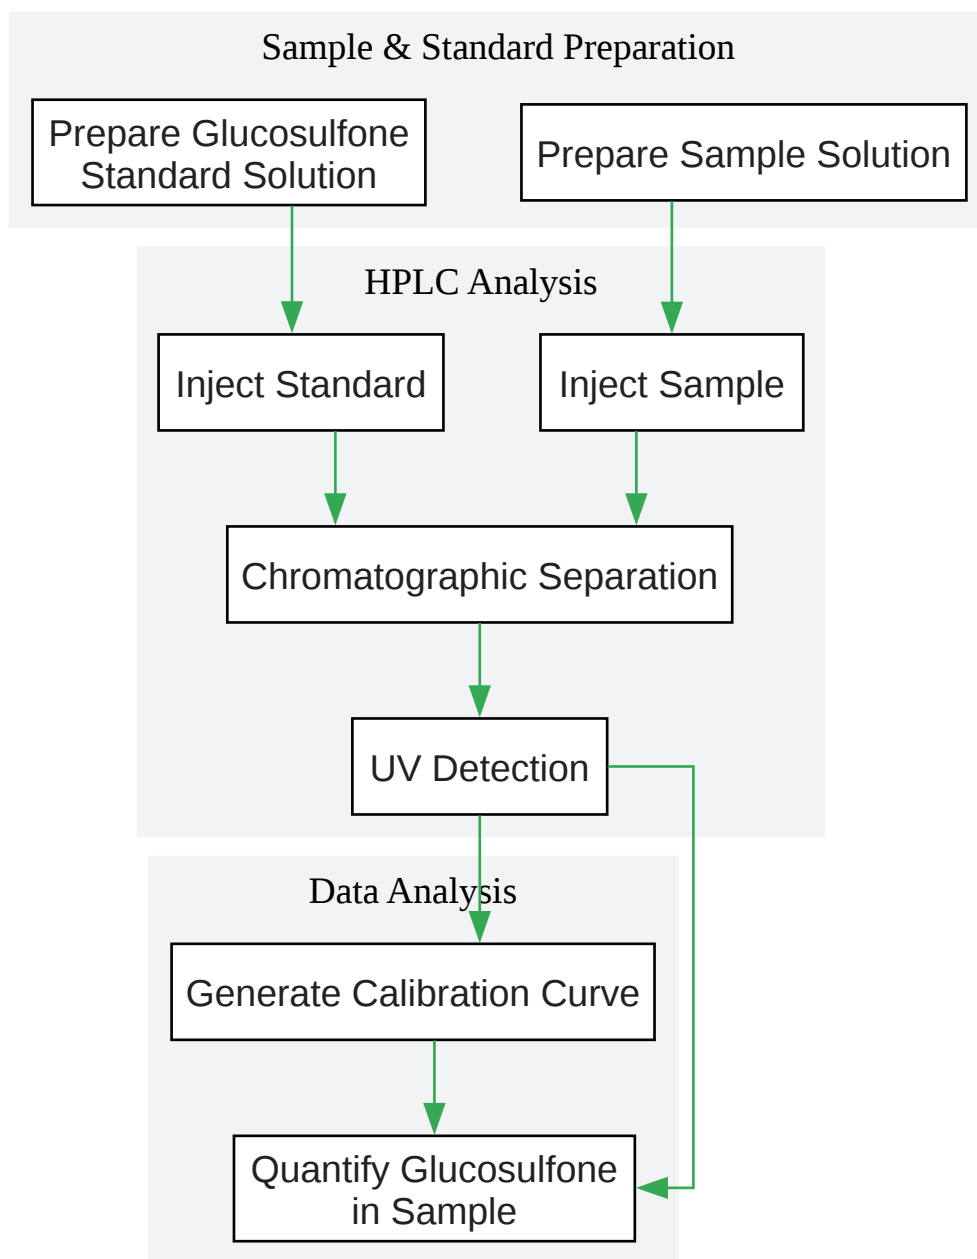 Sample & Standard Preparation
Prepare Glucosulfone
Standard Solution
Prepare Sample Solution
HPLC Analysis
Inject Standard
Inject Sample
Chromatographic Separation
UV Detection
Data Analysis
Generate Calibration Curve
Quantify Glucosulfone
in Sample